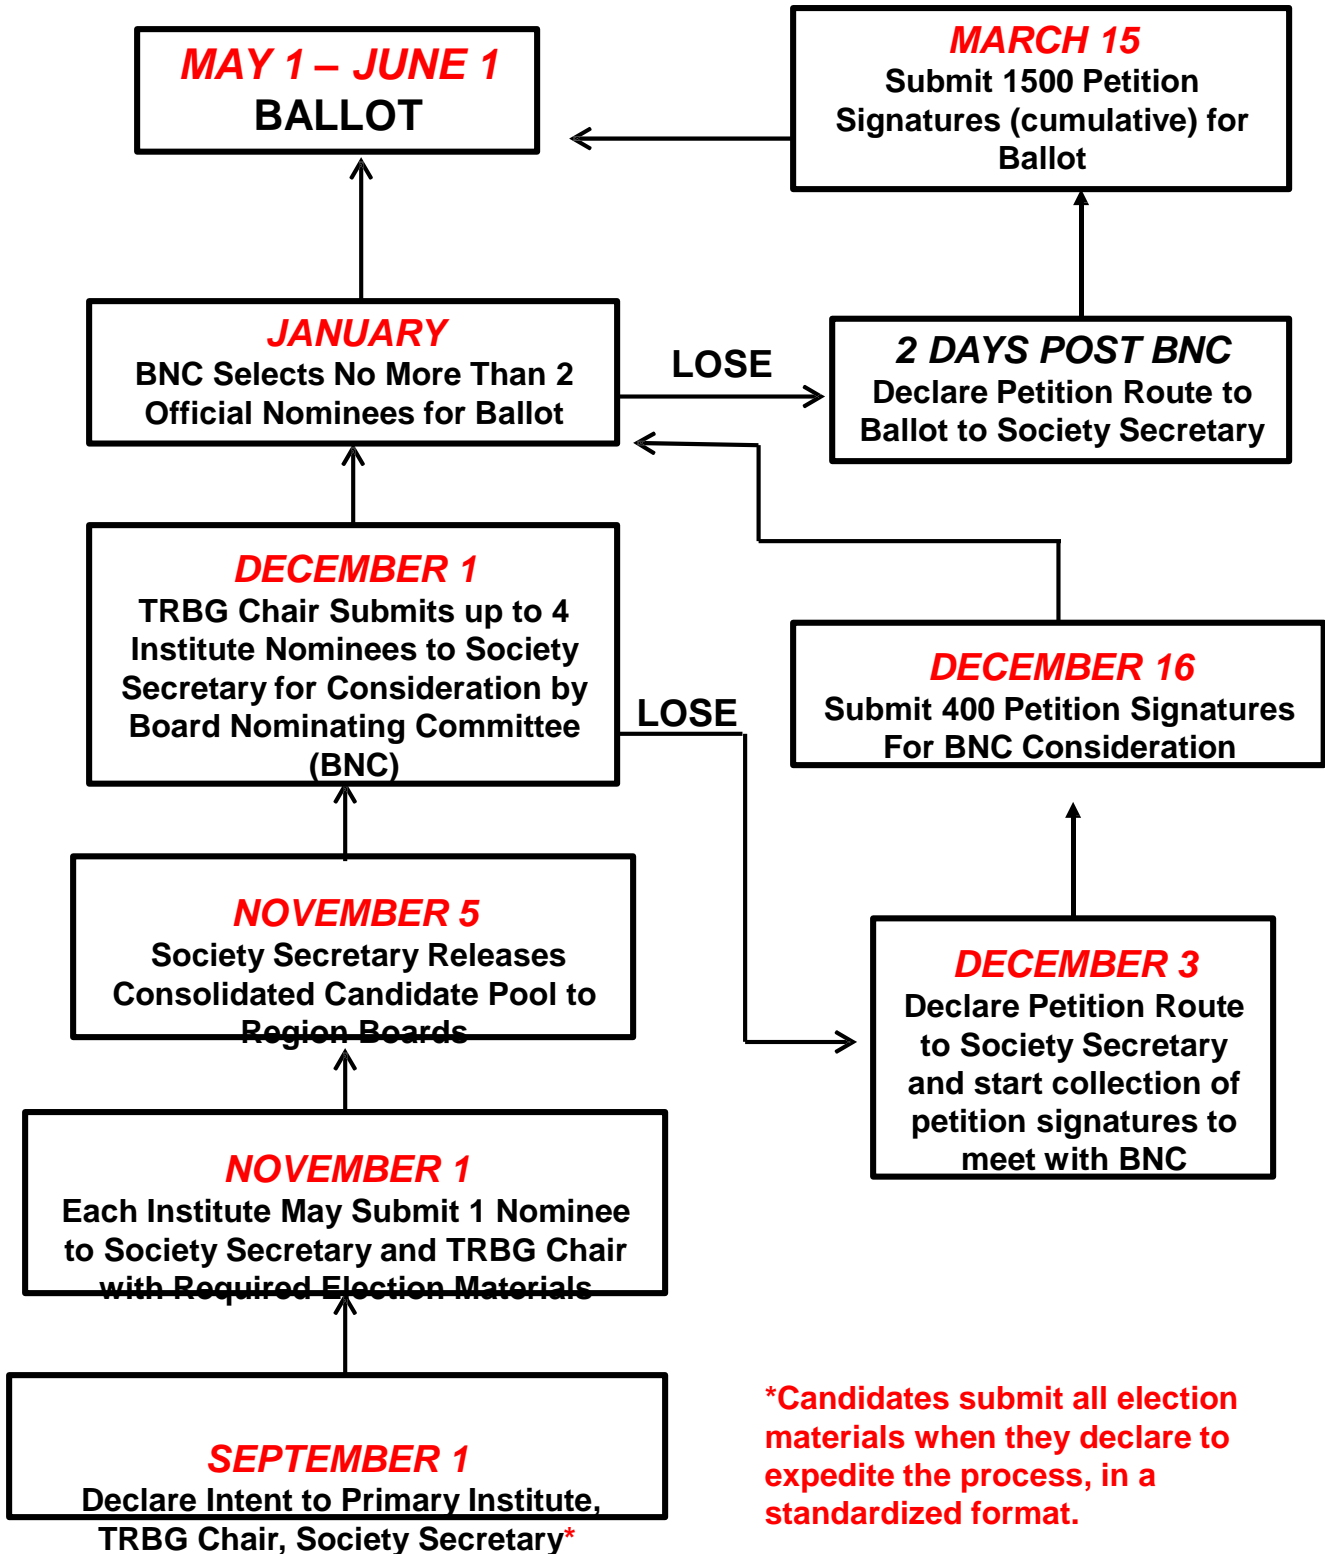 MAY 1 – JUNE 1
BALLOT
MARCH 15
Submit 1500 Petition
Signatures (cumulative) for
Ballot
JANUARY
BNC Selects No More Than 2
Official Nominees for Ballot
LOSE
2 DAYS POST BNC
Declare Petition Route to
Ballot to Society Secretary
DECEMBER 1
TRBG Chair Submits up to 4
Institute Nominees to Society
Secretary for Consideration by
Board Nominating Committee
(BNC)
LOSE
DECEMBER 16
Submit 400 Petition Signatures
For BNC Consideration
NOVEMBER 5
Society Secretary Releases
Consolidated Candidate Pool to
Region Boards
DECEMBER 3
Declare Petition Route
to Society Secretary
and start collection of
petition signatures to
meet with BNC
NOVEMBER 1
Each Institute May Submit 1 Nominee
to Society Secretary and TRBG Chair
with Required Election Materials
SEPTEMBER 1
Declare Intent to Primary Institute,
TRBG Chair, Society Secretary*
*Candidates submit all election
materials when they declare to
expedite the process, in a
standardized format.